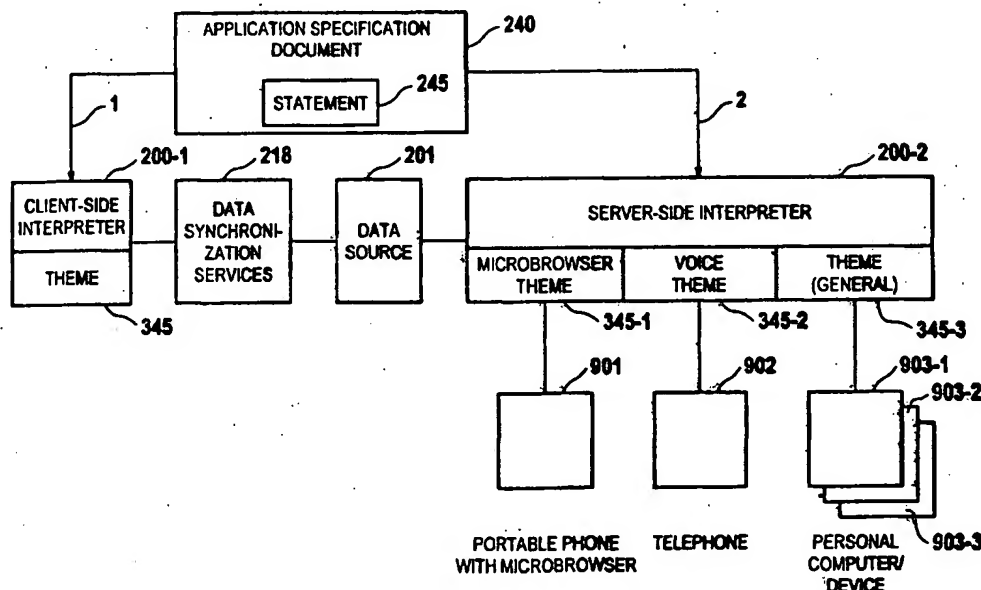 APPLICATION SPECIFICATION
DOCUMENT
240
STATEMENT
245
1
2
200-1
218
201
200-2
CLIENT-SIDE
INTERPRETER
THEME
345
DATA
SYNCHRONI-
ZATION
SERVICES
DATA
SOURCE
SERVER-SIDE INTERPRETER
MICROBROWSER
THEME
VOICE
THEME
THEME
(GENERAL)
345-1
345-2
345-3
901
902
903-1
903-2
903-3
PORTABLE PHONE
WITH MICROBROWSER
TELEPHONE
PERSONAL
COMPUTER/
DEVICE